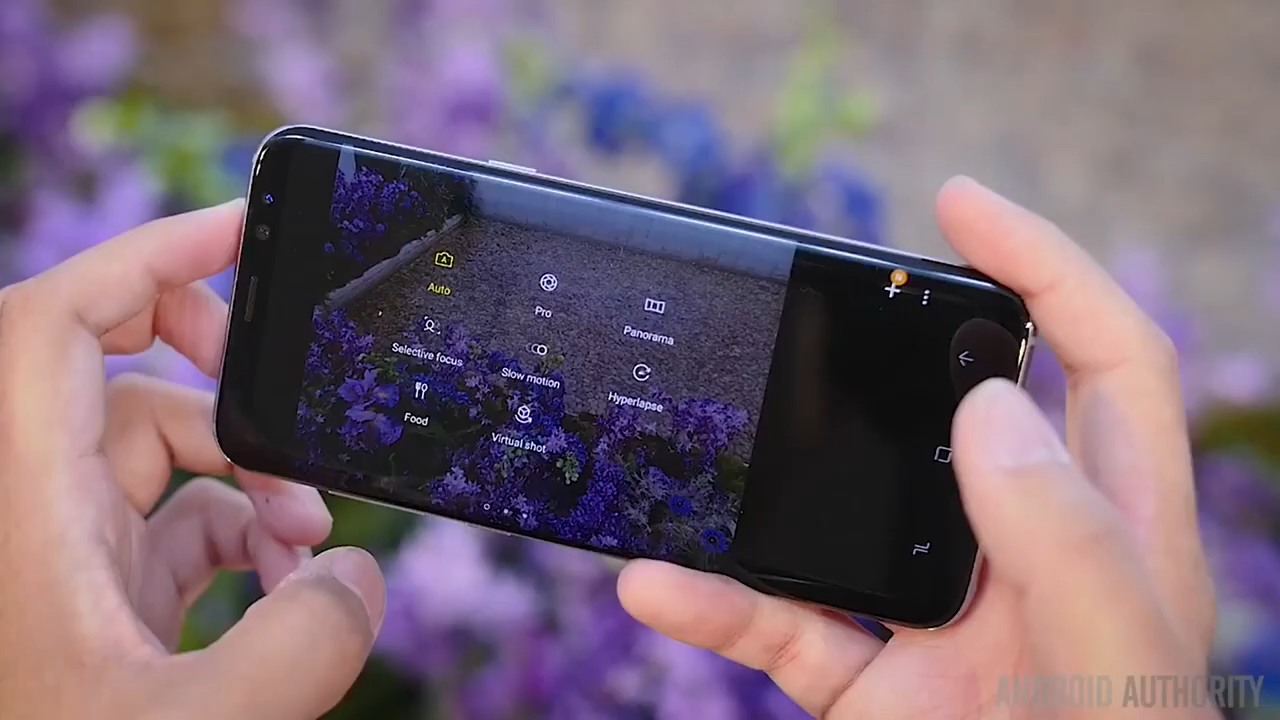 Auto
Pro
Panorama
Selective focus
Slow motion
Hyperlapse
Food
Virtual shot
N
ANDROID AUTHORITY